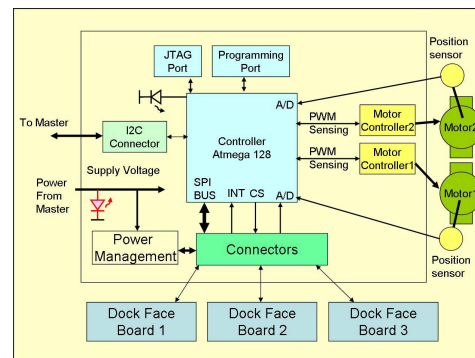 JTAG
Port
Programming
Port
Position
sensor
A/D
To Master
I2C
Connector
Controller
Atmega 128
PWM
Sensing
Motor
Controller2
Motor2
PWM
Sensing
Motor
Controller1
Motor1
Supply Voltage
Power
From
Master
SPI
BUS
INT CS
A/D
Position
sensor
Power
Management
Connectors
Dock Face
Board 1
Dock Face
Board 2
Dock Face
Board 3